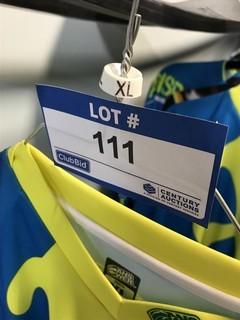 XL
LOT #
111
ClubBid
CENTURY
AUCTIONS